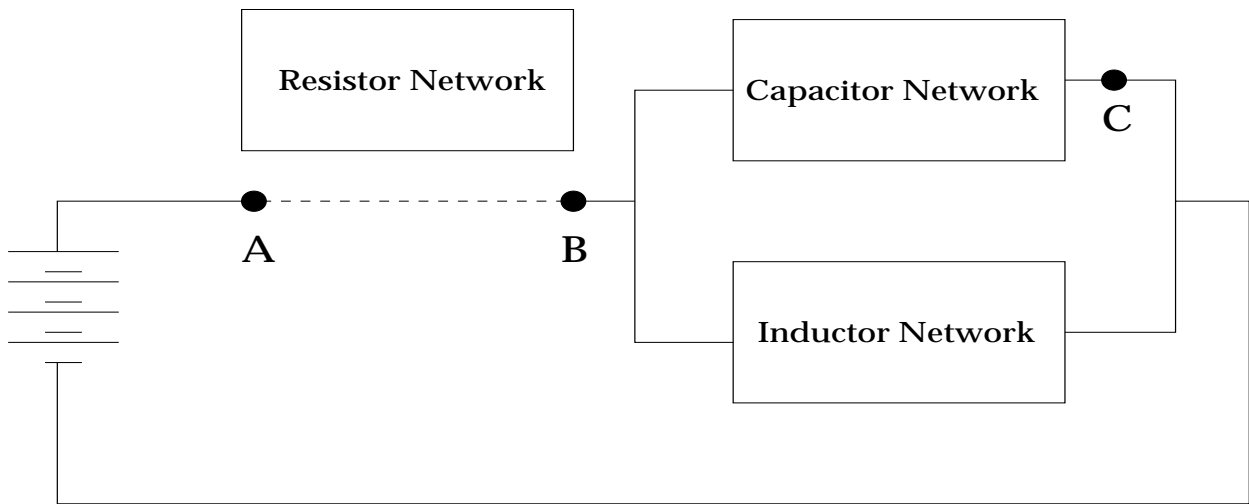 Resistor Network
Capacitor Network
C
A
B
Inductor Network